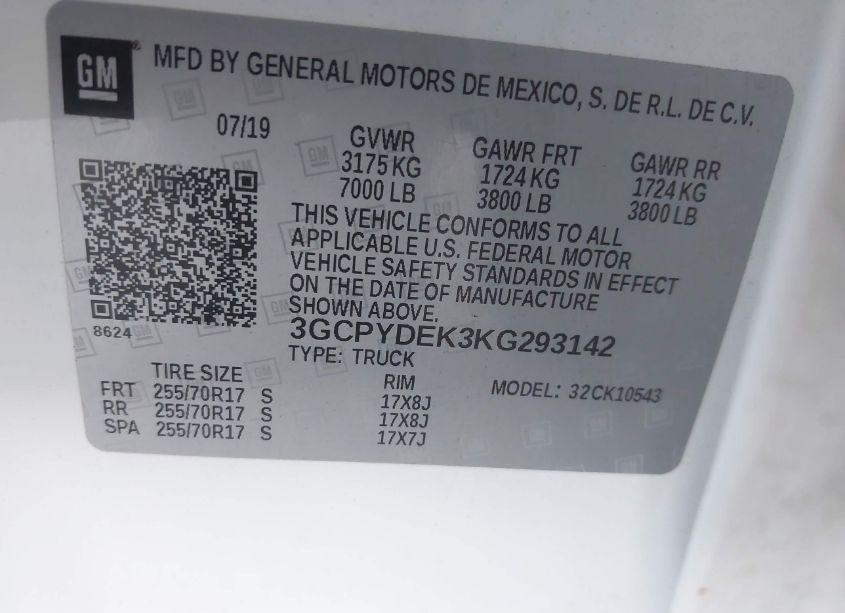 GM
MFD BY GENERAL MOTORS DE MEXICO, S. DE R.L. DE C.V.
07/19
GVWR GAWR FRT GAWR RR
3175 KG 1724 KG 1724 KG
7000 LB 3800 LB 3800 LB
THIS VEHICLE CONFORMS TO ALL
APPLICABLE U.S. FEDERAL MOTOR
VEHICLE SAFETY STANDARDS IN EFFECT
ON THE DATE OF MANUFACTURE
SHOWN ABOVE.
8624
3GCPYDEK3KG293142
TYPE: TRUCK
TIRE SIZE RIM MODEL: 32CK10543
FRT 255/70R17 S 17X8J
RR 255/70R17 S 17X8J
SPA 255/70R17 S 17X7J